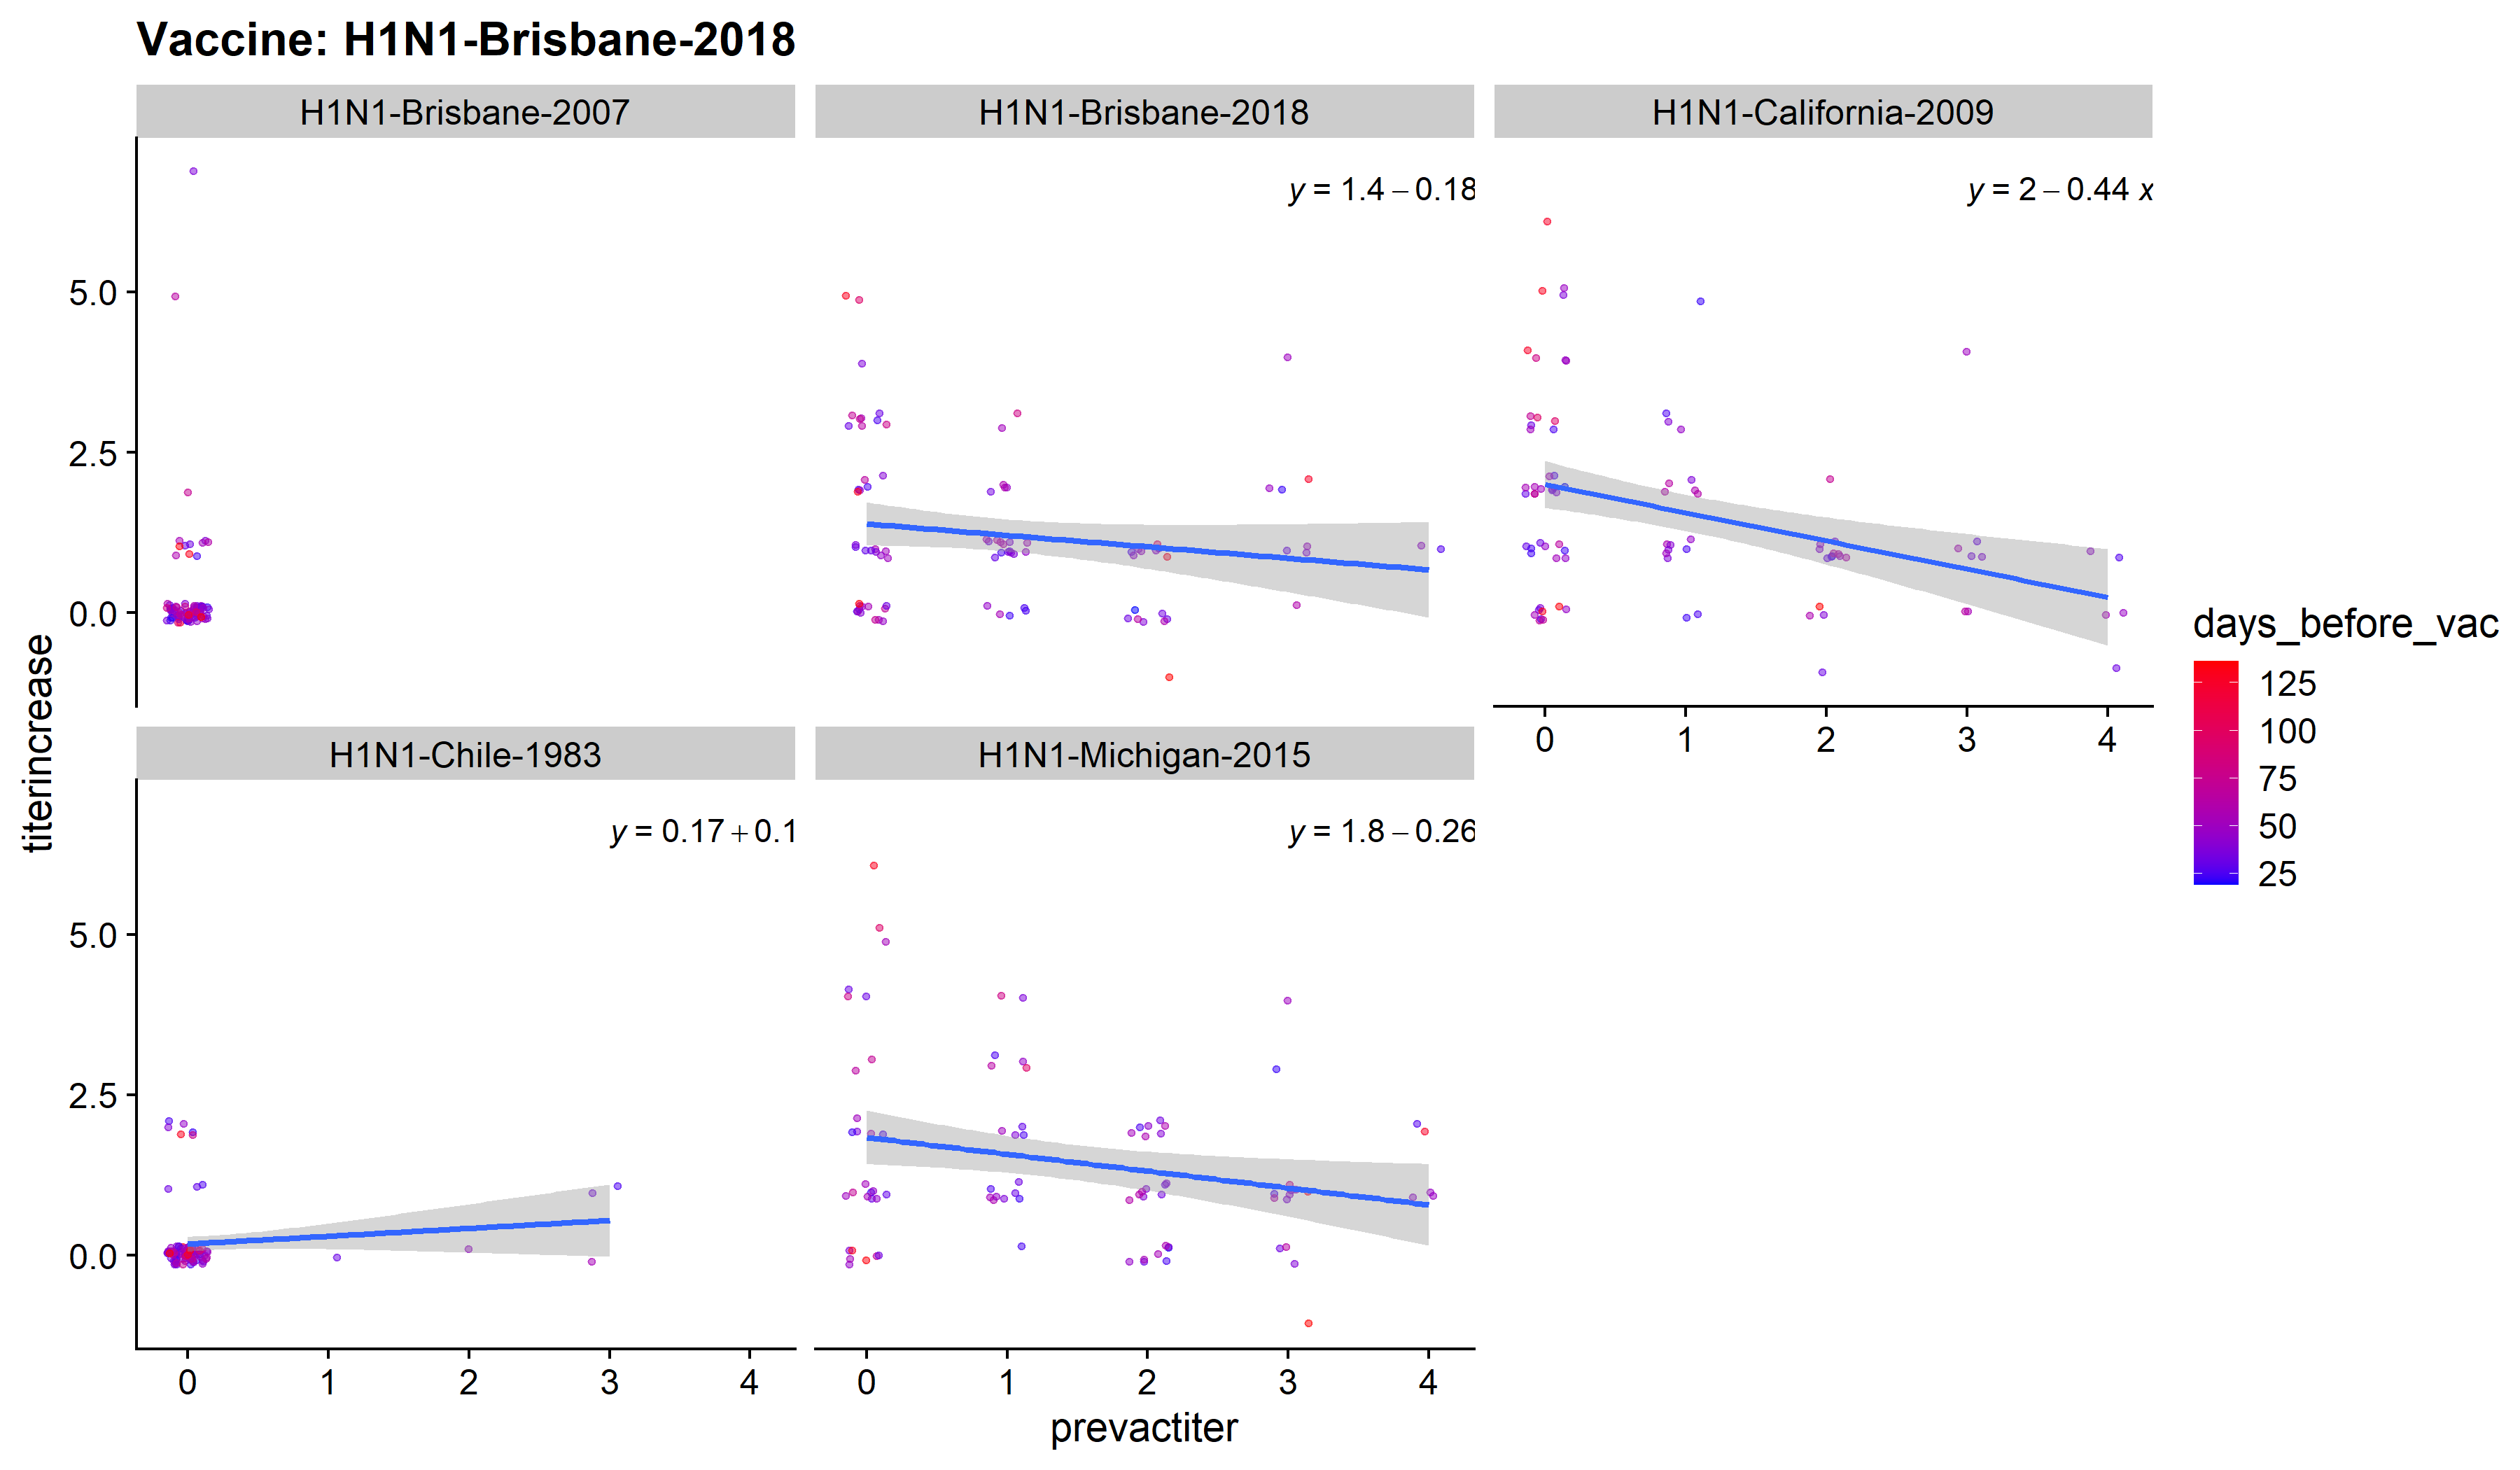 Vaccine: H1N1-Brisbane-2018
H1N1-Brisbane-2007
H1N1-Brisbane-2018
H1N1-California-2009
y = 1.4 − 0.18
y = 2 − 0.44 x
5.0
2.5
0.0
0 1 2 3 4
titerincrease
H1N1-Chile-1983
H1N1-Michigan-2015
y = 0.17 + 0.1
y = 1.8 − 0.26
5.0
2.5
0.0
0 1 2 3 4
0 1 2 3 4
prevactiter
days_before_vac
125
100
75
50
25